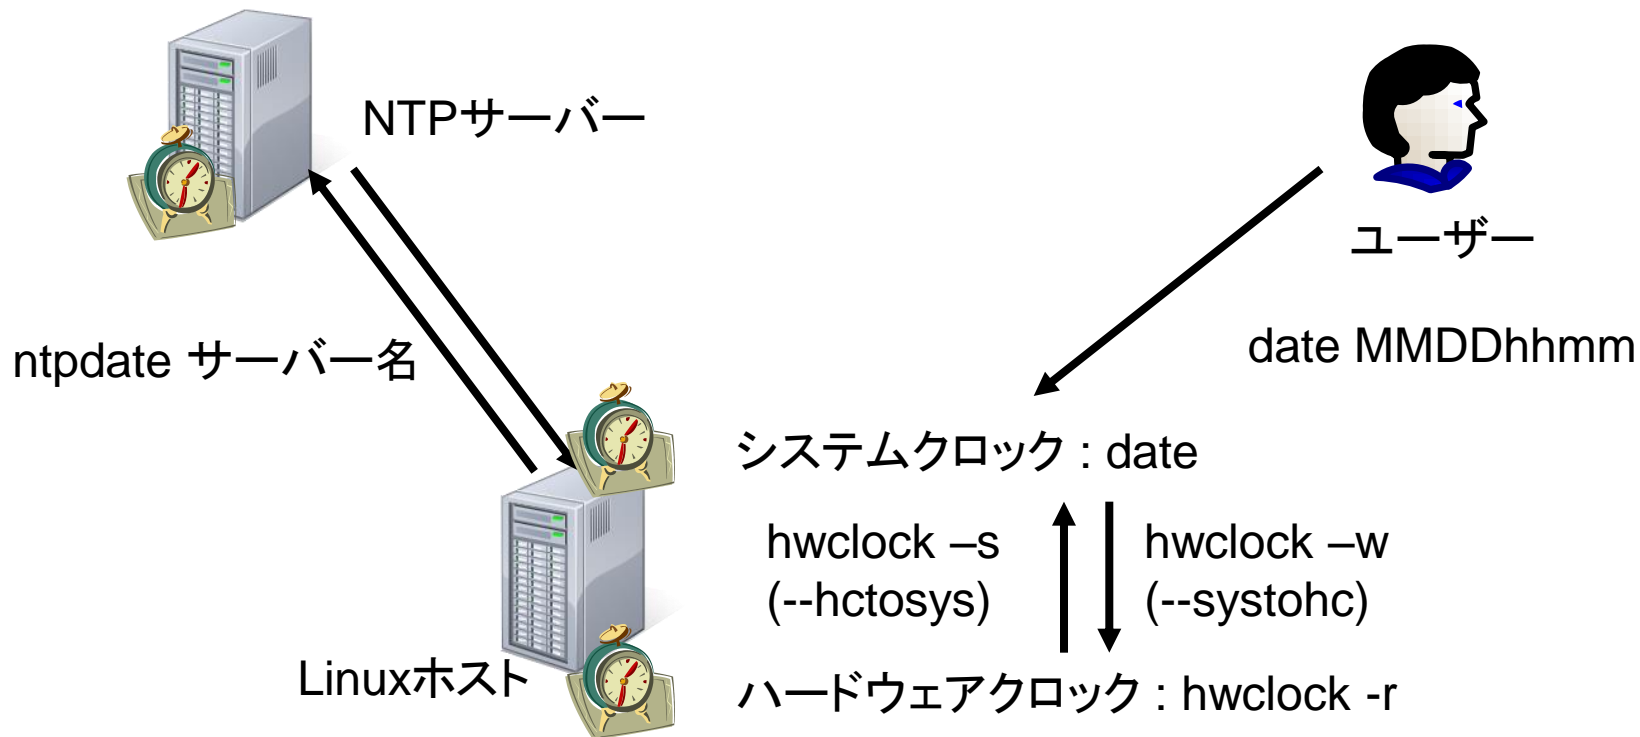 NTPサーバー
ユーザー
ntpdate サーバー名
date MMDDhhmm
システムクロック : date
hwclock –s
(--hctosys)
hwclock –w
(--systohc)
Linuxホスト
ハードウェアクロック : hwclock -r